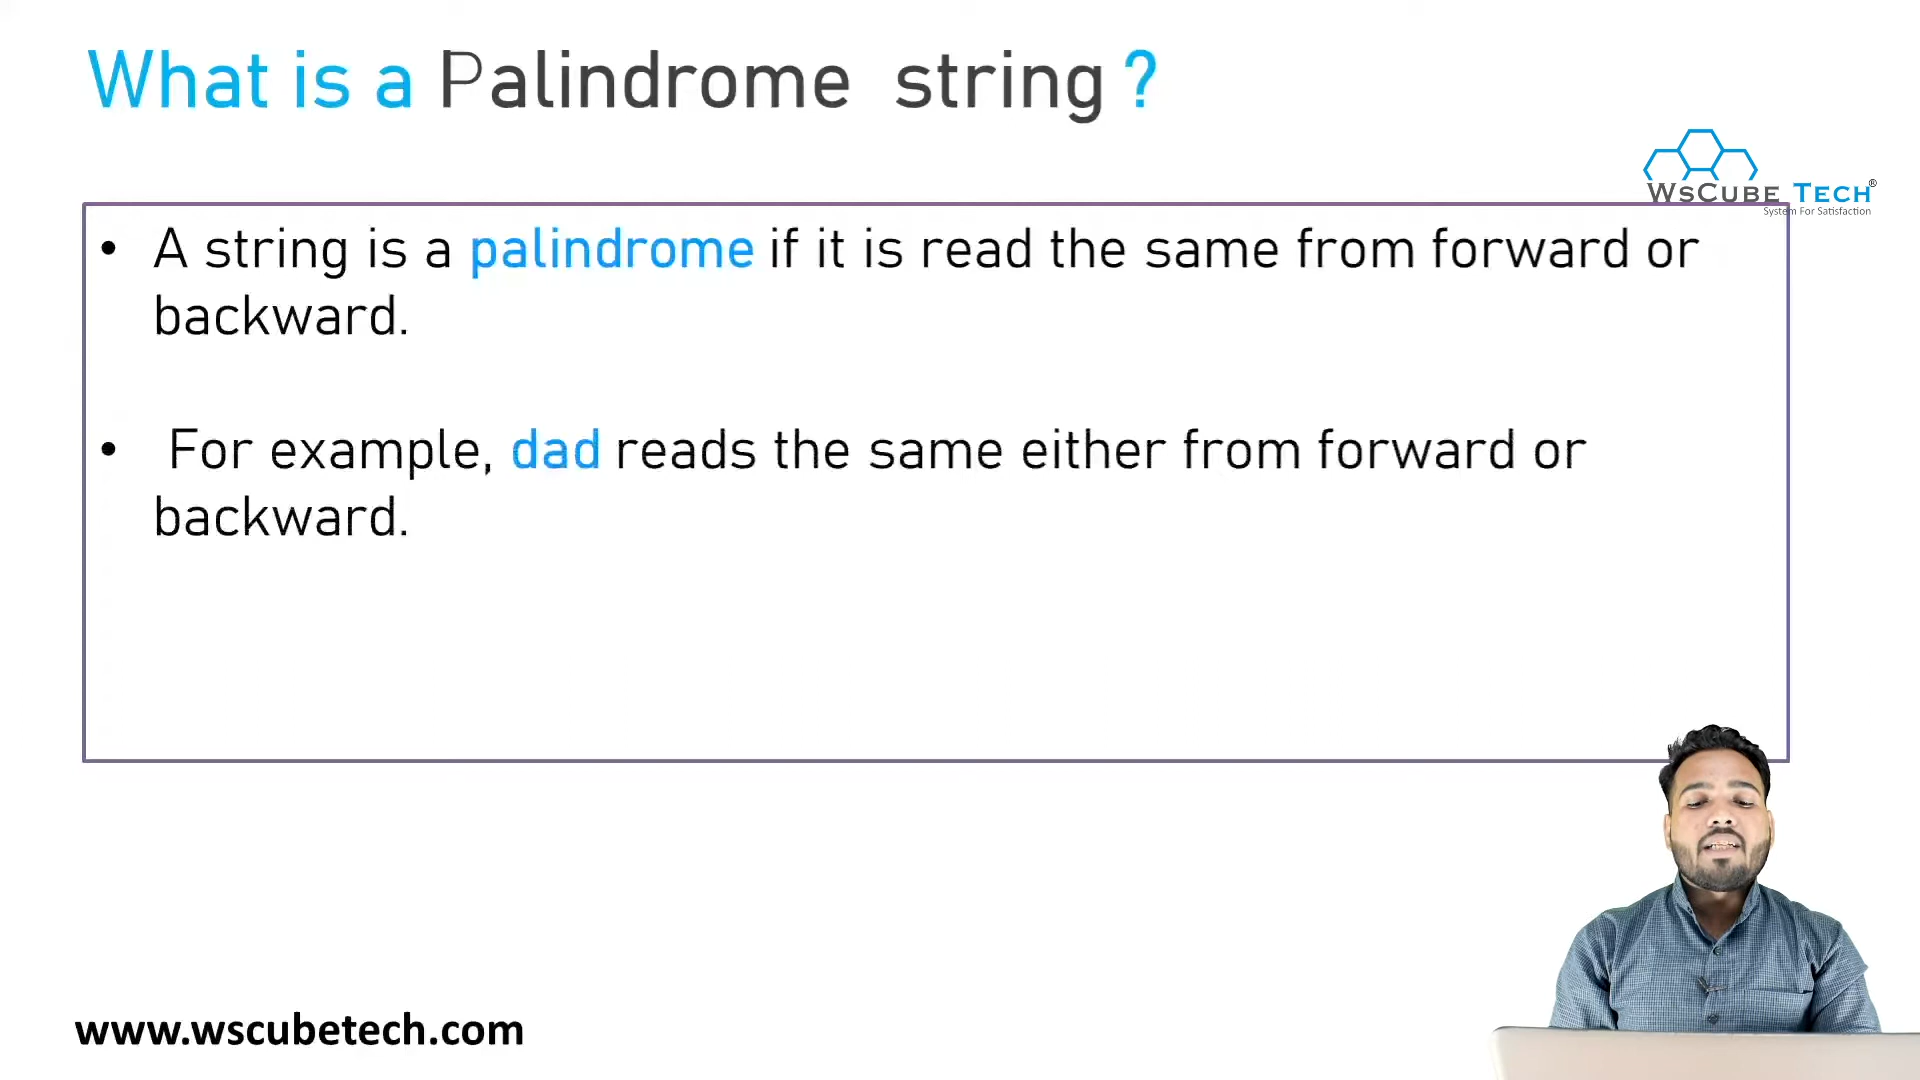 What is a Palindrome string ?
WSCUBE TECH®
System For Satisfaction
• A string is a palindrome if it is read the same from forward or
backward.
• For example, dad reads the same either from forward or
backward.
www.wscubetech.com